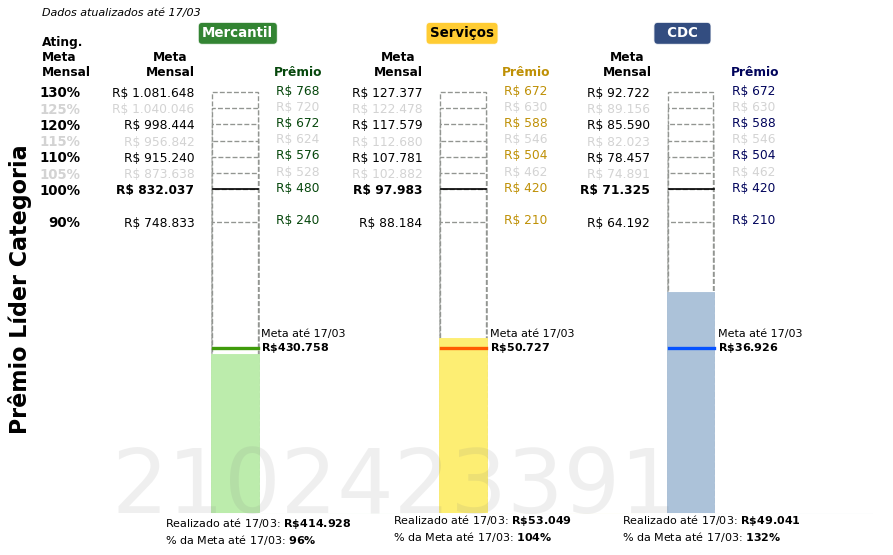 Dados atualizados até 17/03
Mercantil Serviços CDC
Ating. Meta Mensal
Meta Mensal Prêmio Meta Mensal Prêmio Meta Mensal Prêmio
130% R$ 1.081.648 R$ 768 R$ 127.377 R$ 672 R$ 92.722 R$ 672
125% R$ 1.040.046 R$ 720 R$ 122.478 R$ 630 R$ 89.156 R$ 630
120% R$ 998.444 R$ 672 R$ 117.579 R$ 588 R$ 85.590 R$ 588
115% R$ 956.842 R$ 624 R$ 112.680 R$ 546 R$ 82.023 R$ 546
110% R$ 915.240 R$ 576 R$ 107.781 R$ 504 R$ 78.457 R$ 504
105% R$ 873.638 R$ 528 R$ 102.882 R$ 462 R$ 74.891 R$ 462
100% R$ 832.037 R$ 480 R$ 97.983 R$ 420 R$ 71.325 R$ 420
90% R$ 748.833 R$ 240 R$ 88.184 R$ 210 R$ 64.192 R$ 210
Prêmio Líder Categoria
Meta até 17/03 Meta até 17/03 Meta até 17/03
R$430.758 R$50.727 R$36.926
2102423391
Realizado até 17/03: R$414.928 Realizado até 17/03: R$53.049 Realizado até 17/03: R$49.041
% da Meta até 17/03: 96% % da Meta até 17/03: 104% % da Meta até 17/03: 132%